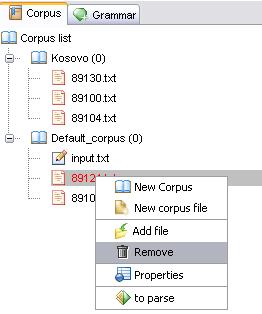 Corpus Grammar
Corpus list
Kosovo (0)
89130.txt
89100.txt
89104.txt
Default_corpus (0)
input.txt
New Corpus
New corpus file
Add file
Remove
Properties
to parse